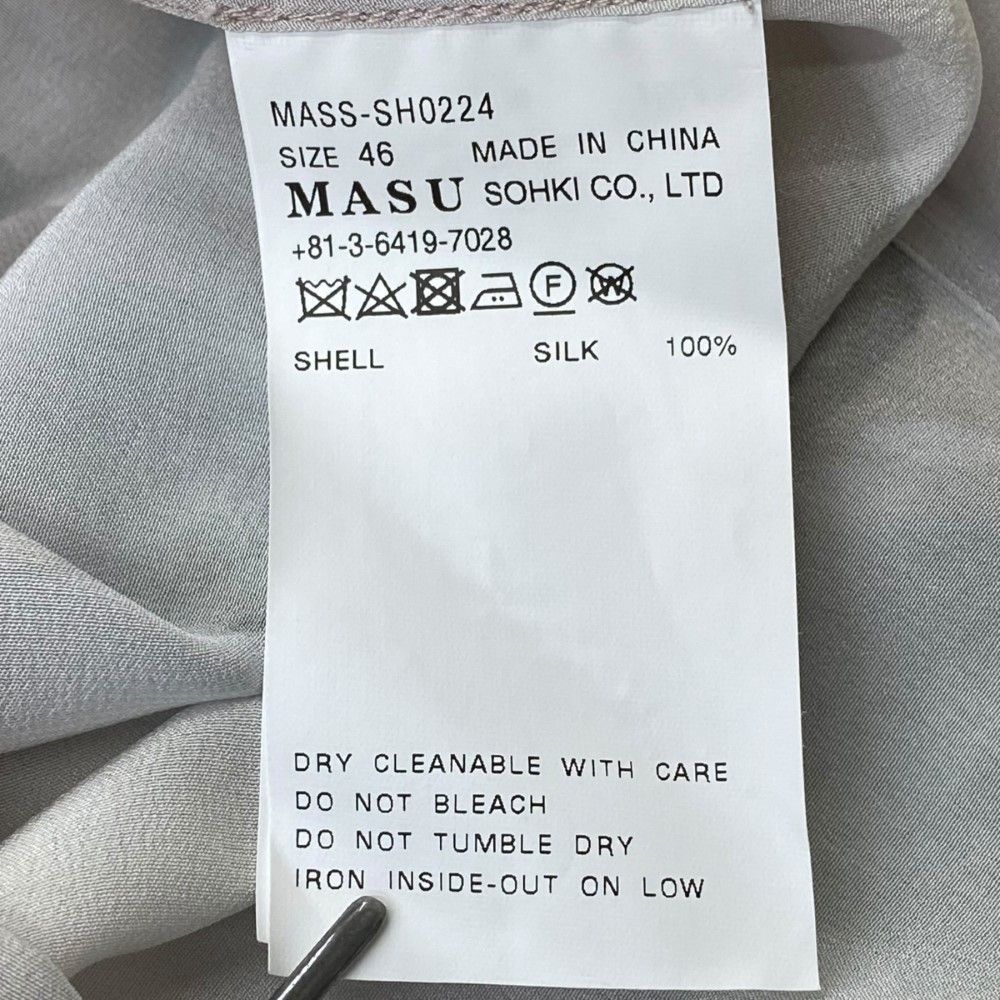 MASS-SH0224
SIZE 46 MADE IN CHINA
MASU SOHKI CO., LTD
+81-3-6419-7028
F W
SHELL SILK 100%
DRY CLEANABLE WITH CARE
DO NOT BLEACH
DO NOT TUMBLE DRY
IRON INSIDE-OUT ON LOW